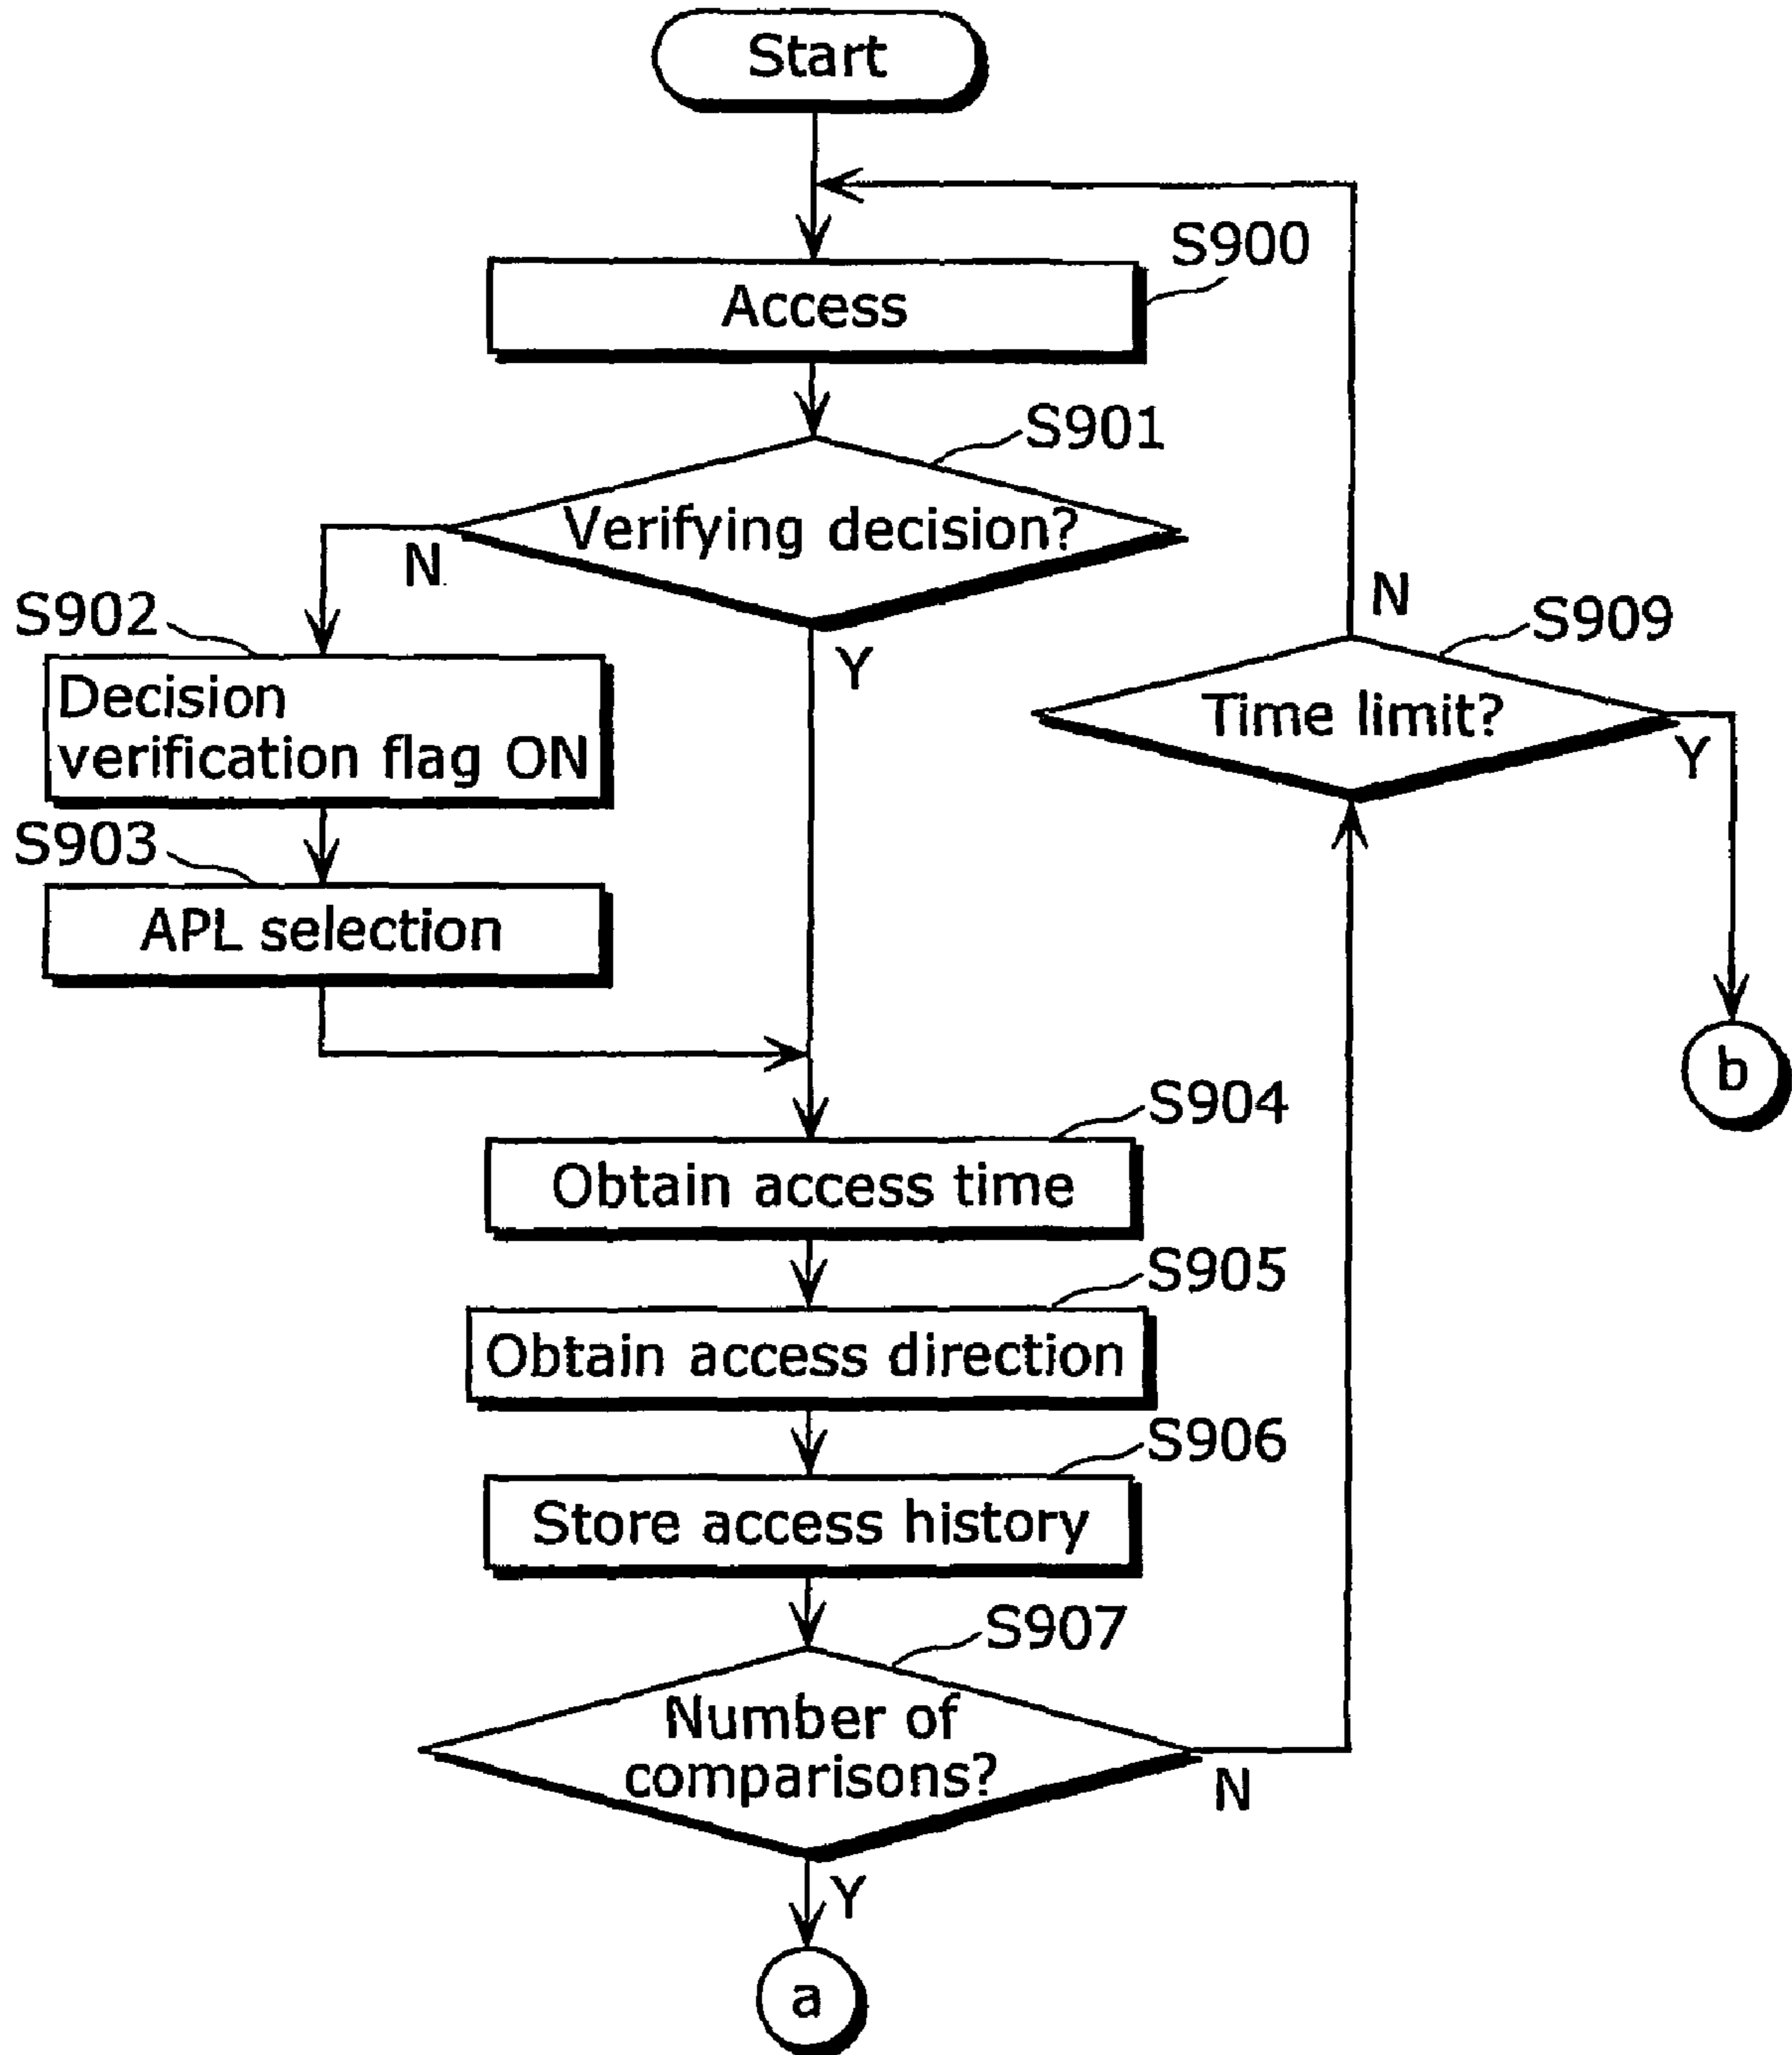 Start
S900
Access
S901
Verifying decision?
N
Y
S902
Decision
verification flag ON
S903
APL selection
N
S909
Time limit?
Y
b
S904
Obtain access time
S905
Obtain access direction
S906
Store access history
S907
Number of
comparisons?
N
Y
a